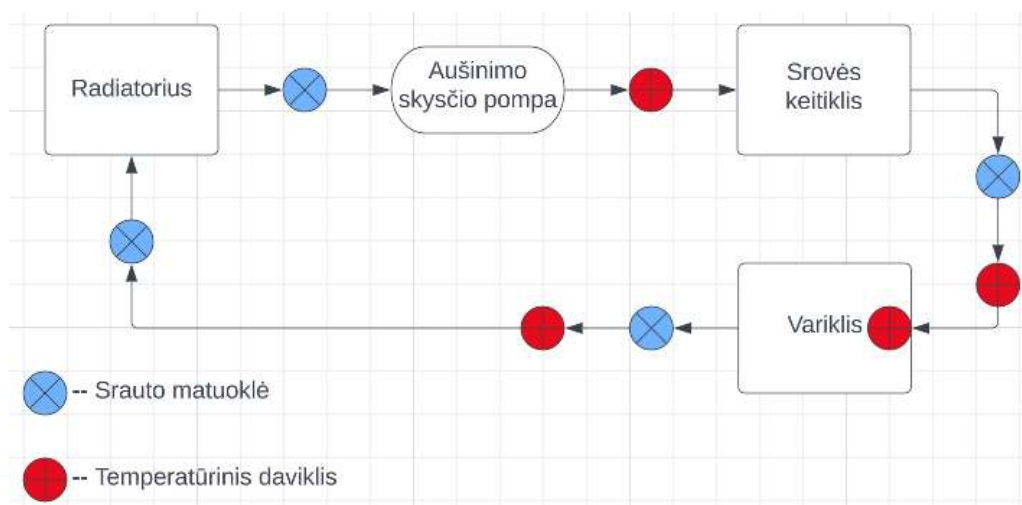 Radiatorius
Aušinimo
skysčio pompa
Srovės
keitiklis
Variklis
-- Srauto matuoklė
-- Temperatūrinis daviklis